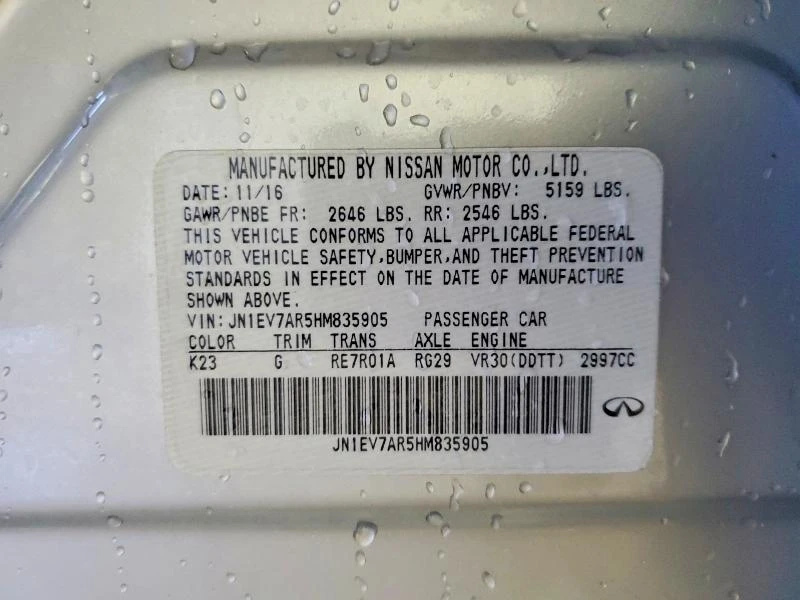 MANUFACTURED BY NISSAN MOTOR CO.,LTD.
DATE: 11/16 GVWR/PNBV: 5159 LBS.
GAWR/PNBE FR: 2646 LBS. RR: 2546 LBS.
THIS VEHICLE CONFORMS TO ALL APPLICABLE FEDERAL
MOTOR VEHICLE SAFETY,BUMPER,AND THEFT PREVENTION
STANDARDS IN EFFECT ON THE DATE OF MANUFACTURE
SHOWN ABOVE.
VIN:JN1EV7AR5HM835905 PASSENGER CAR
COLOR TRIM TRANS AXLE ENGINE
K23 G RE7R01A RG29 VR30(DDTT) 2997CC
JN1EV7AR5HM835905